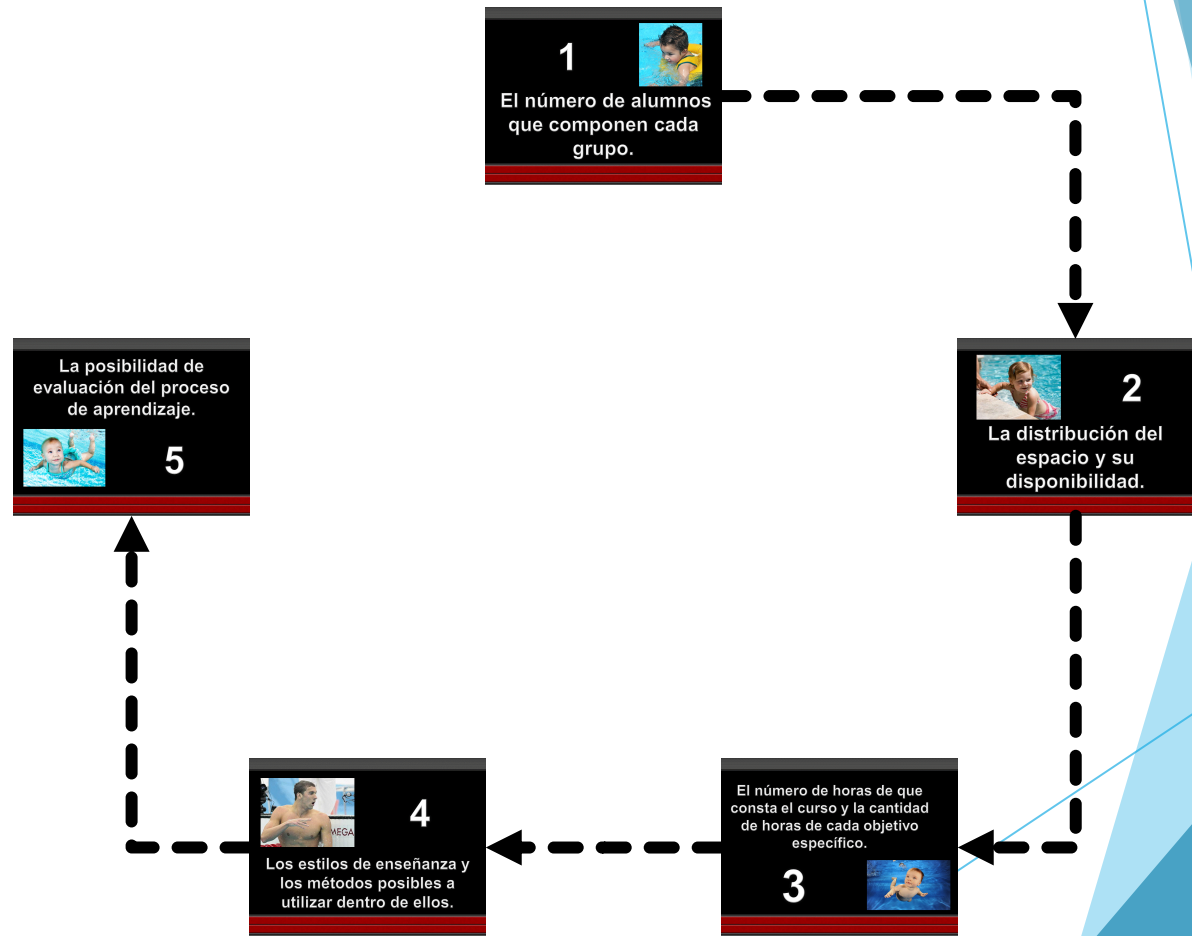 1
El número de alumnos
que componen cada
grupo.
2
La distribución del
espacio y su
disponibilidad.
El número de horas de que
consta el curso y la cantidad
de horas de cada objetivo
específico.
3
4
MEGA
Los estilos de enseñanza y
los métodos posibles a
utilizar dentro de ellos.
La posibilidad de
evaluación del proceso
de aprendizaje.
5